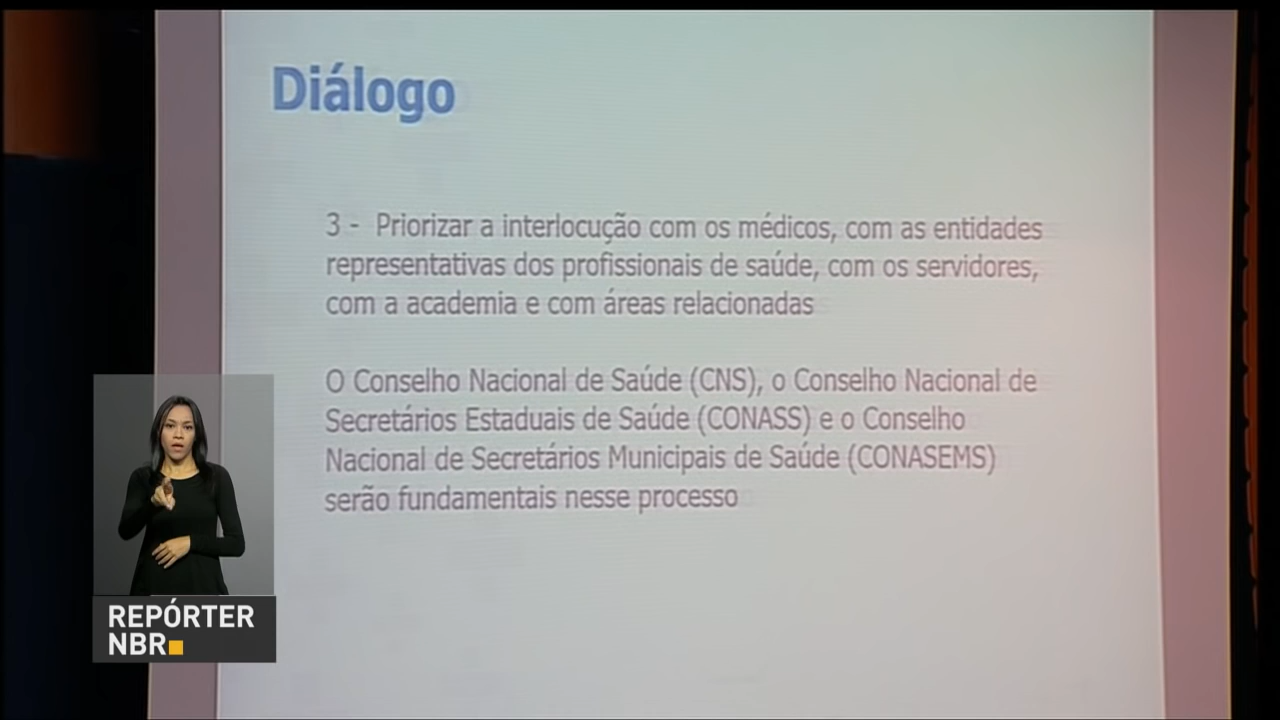 Diálogo
3 - Priorizar a interlocução com os médicos, com as entidades
representativas dos profissionais de saúde, com os servidores,
com a academia e com áreas relacionadas
O Conselho Nacional de Saúde (CNS), o Conselho Nacional de
Secretários Estaduais de Saúde (CONASS) e o Conselho
Nacional de Secretários Municipais de Saúde (CONASEMS)
serão fundamentais nesse processo
REPÓRTER
NBR